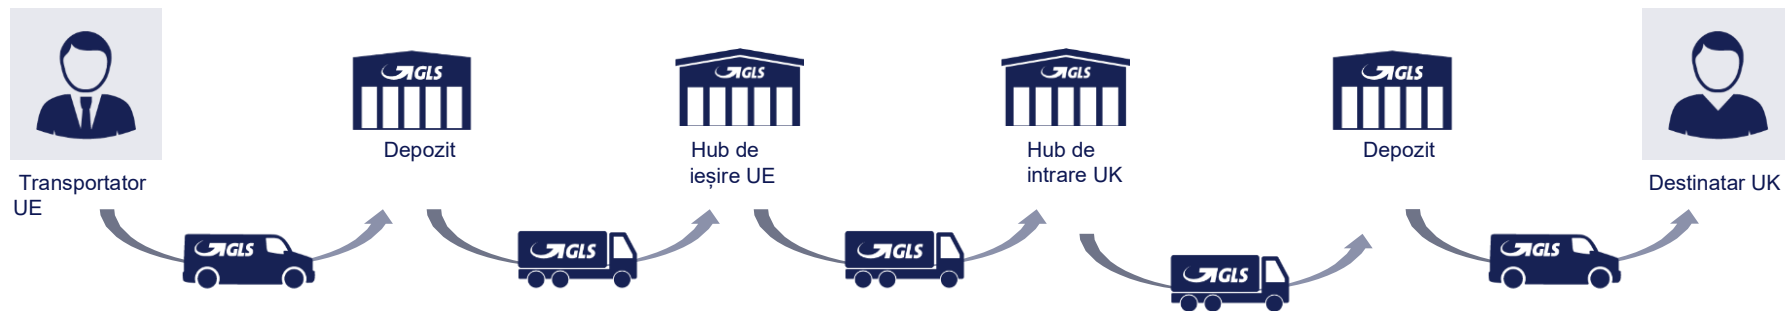 GLS
GLS
GLS
GLS
Depozit
Hub de
ieșire UE
Hub de
intrare UK
Depozit
Transportator
UE
Destinatar UK
GLS
GLS
GLS
GLS
GLS